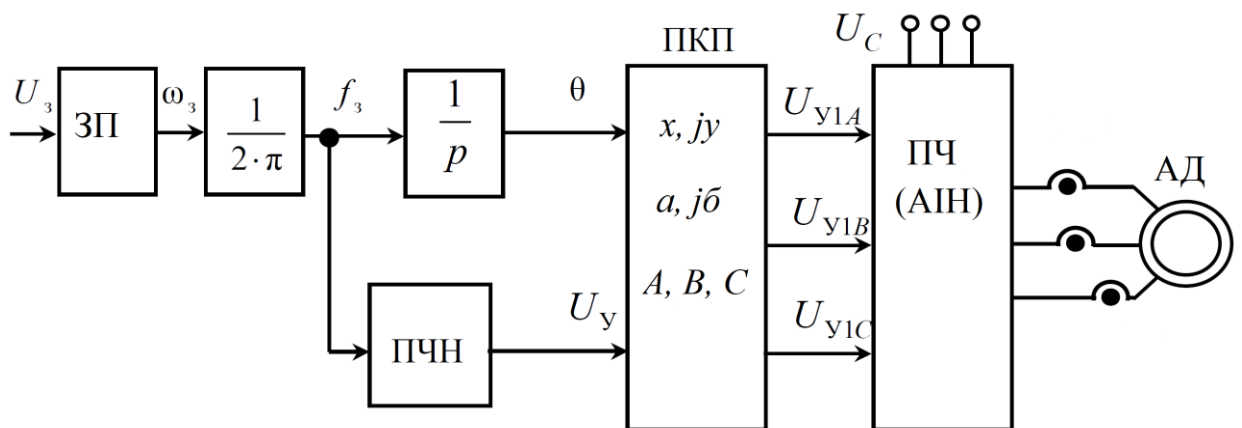 ПКП
U_C
U_з
ЗП
ω_з
1
2·π
f_з
1
p
θ
x, jy
a, jб
A, B, C
U_У1A
U_У1B
U_У1C
ПЧ
(АІН)
АД
ПЧН
U_У